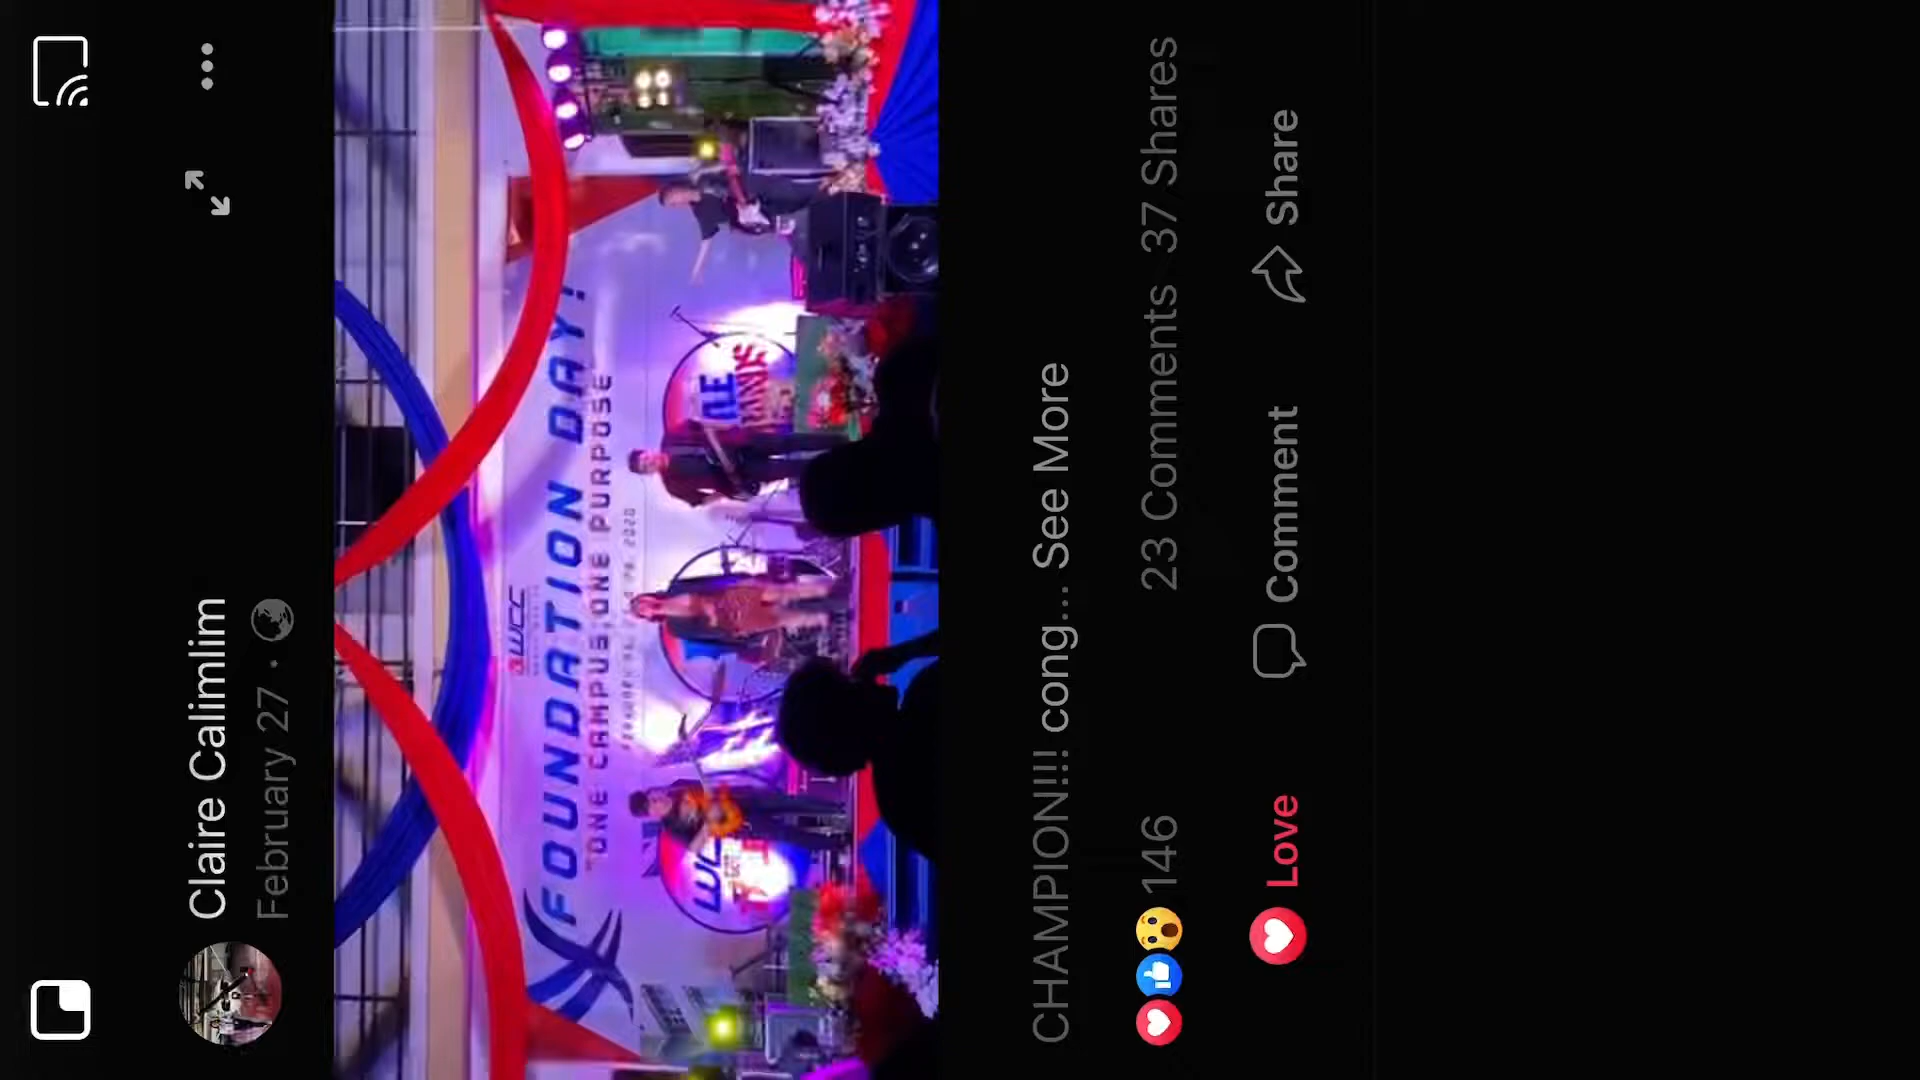 Claire Calimlim
February 27 ·
LWCC
FOUNDATION DAY!
"ONE CAMPUS, ONE PURPOSE
CHAMPION!!! cong... See More
146
23 Comments 37 Shares
Love
Comment
Share